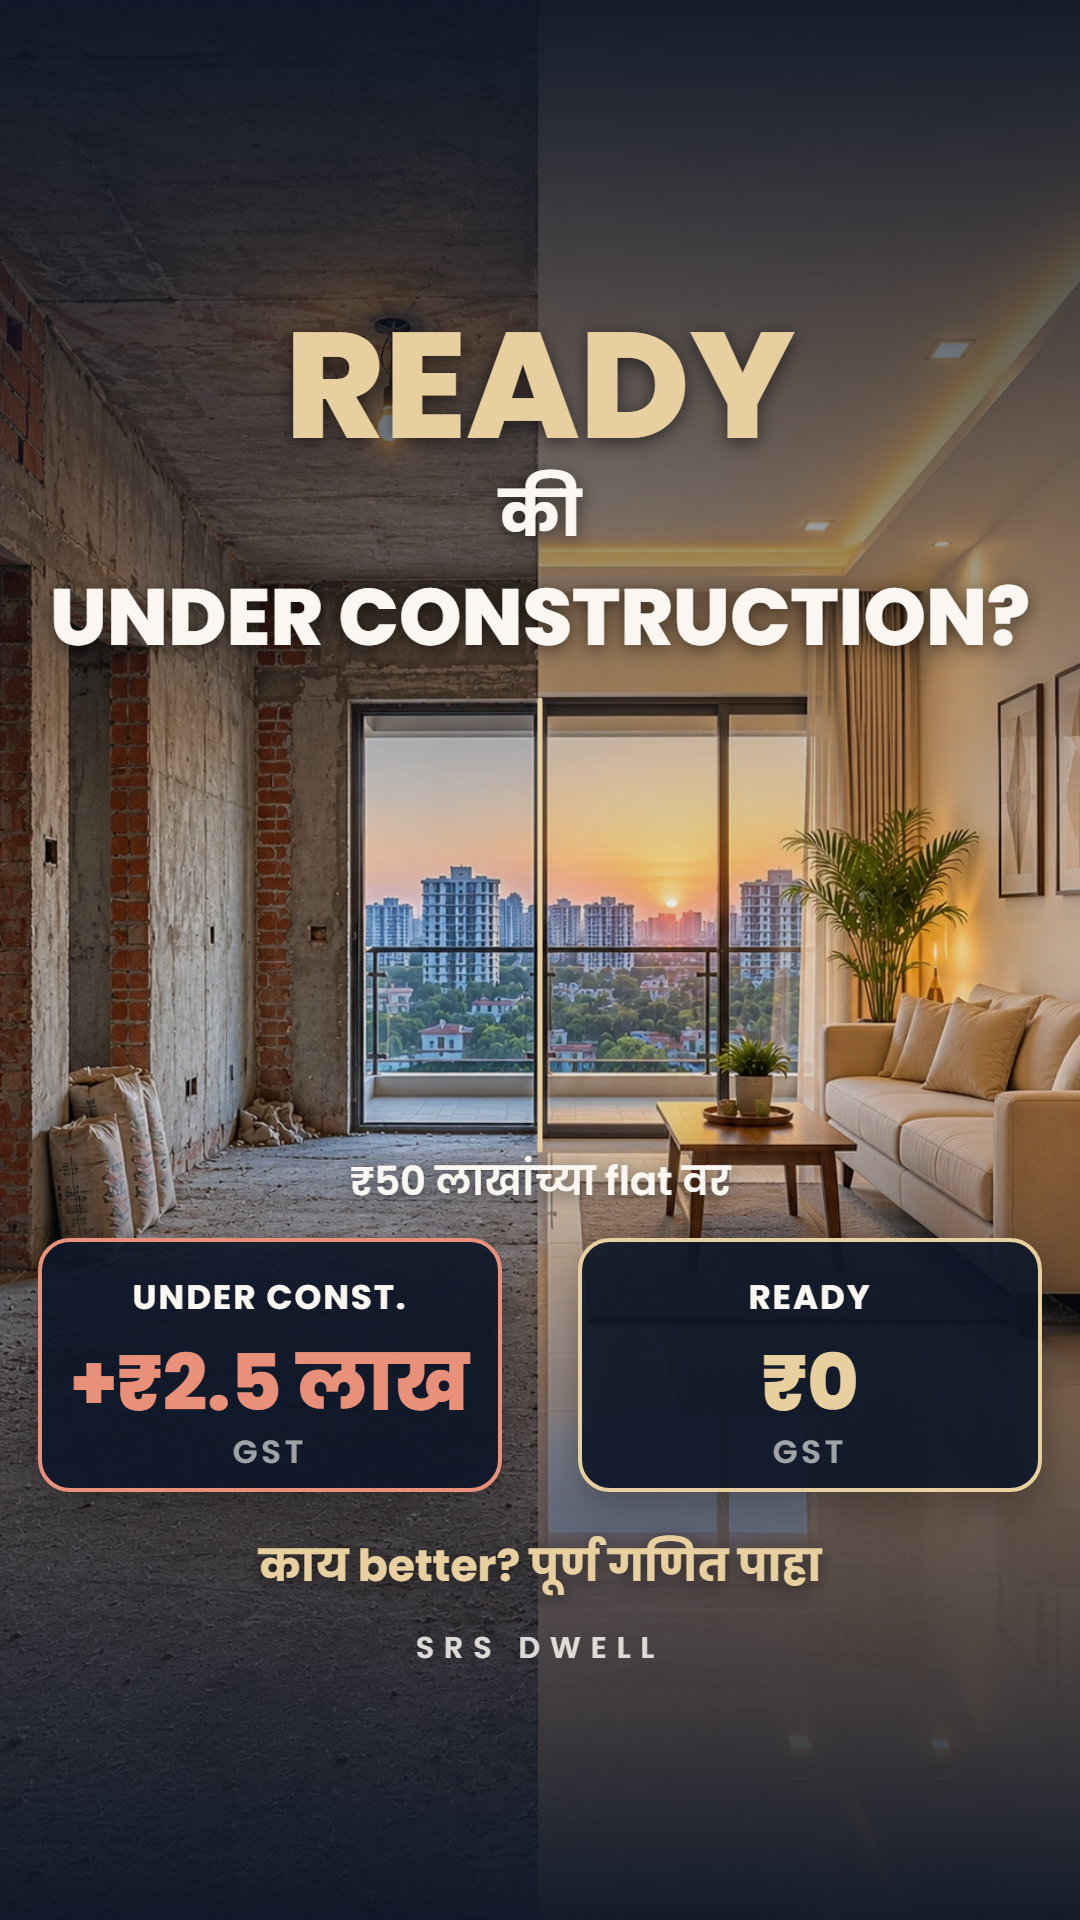 READY
की
UNDER CONSTRUCTION?
₹50 लाखांच्या flat वर
UNDER CONST.
+₹2.5 लाख
GST
READY
₹0
GST
काय better? पूर्ण गणित पाहा
SRS DWELL